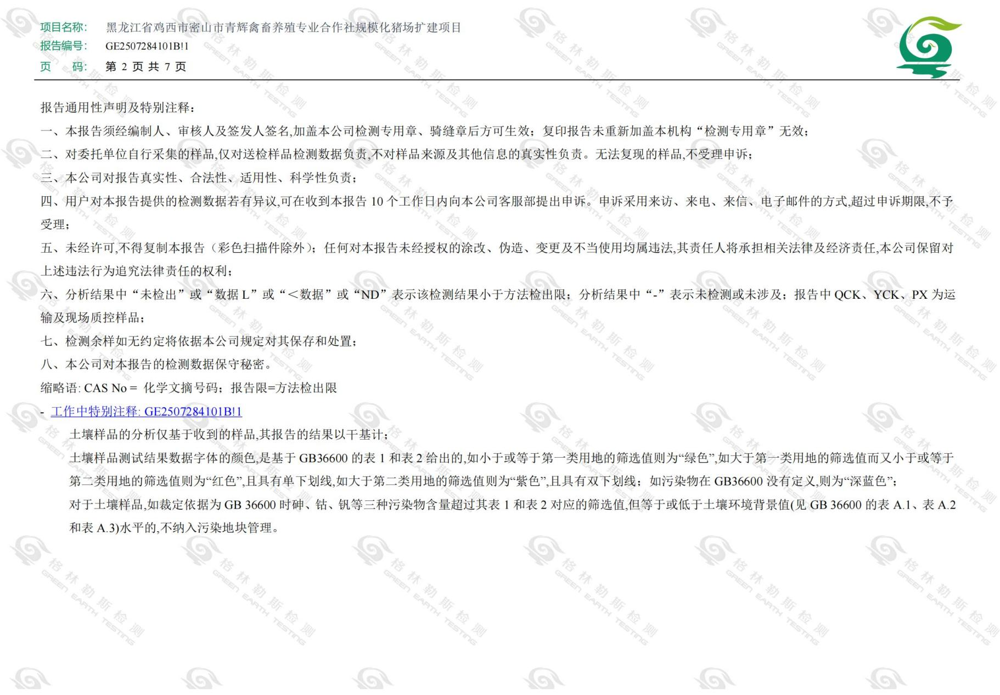 项目名称: 黑龙江省鸡西市密山市青辉禽畜养殖专业合作社规模化猪场扩建项目
报告编号: GE2507284101B!1
页 码: 第 2 页 共 7 页
报告通用性声明及特别注释:
一、本报告须经编制人、审核人及签发人签名,加盖本公司检测专用章、骑缝章后方可生效；复印报告未重新加盖本机构“检测专用章”无效；
二、对委托单位自行采集的样品,仅对送检样品检测数据负责,不对样品来源及其他信息的真实性负责。无法复现的样品,不受理申诉；
三、本公司对报告真实性、合法性、适用性、科学性负责；
四、用户对本报告提供的检测数据若有异议,可在收到本报告 10 个工作日内向本公司客服部提出申诉。申诉采用来访、来电、来信、电子邮件的方式,超过申诉期限,不予
受理；
五、未经许可,不得复制本报告（彩色扫描件除外）；任何对本报告未经授权的涂改、伪造、变更及不当使用均属违法,其责任人将承担相关法律及经济责任,本公司保留对
上述违法行为追究法律责任的权利；
六、分析结果中“未检出”或“数据 L”或“＜数据”或“ND”表示该检测结果小于方法检出限；分析结果中“-”表示未检测或未涉及；报告中 QCK、YCK、PX 为运
输及现场质控样品；
七、检测余样如无约定将依据本公司规定对其保存和处置；
八、本公司对本报告的检测数据保守秘密。
缩略语: CAS No = 化学文摘号码；报告限=方法检出限
- 工作中特别注释: GE2507284101B!1
土壤样品的分析仅基于收到的样品,其报告的结果以干基计；
土壤样品测试结果数据字体的颜色,是基于 GB36600 的表 1 和表 2 给出的,如小于或等于第一类用地的筛选值则为“绿色”,如大于第一类用地的筛选值而又小于或等于
第二类用地的筛选值则为“红色”,且具有单下划线,如大于第二类用地的筛选值则为“紫色”,且具有双下划线；如污染物在 GB36600 没有定义,则为“深蓝色”；
对于土壤样品,如裁定依据为 GB 36600 时砷、钴、钒等三种污染物含量超过其表 1 和表 2 对应的筛选值,但等于或低于土壤环境背景值(见 GB 36600 的表 A.1、表 A.2
和表 A.3)水平的,不纳入污染地块管理。
格林勒斯检测
GREEN EARTH TESTING